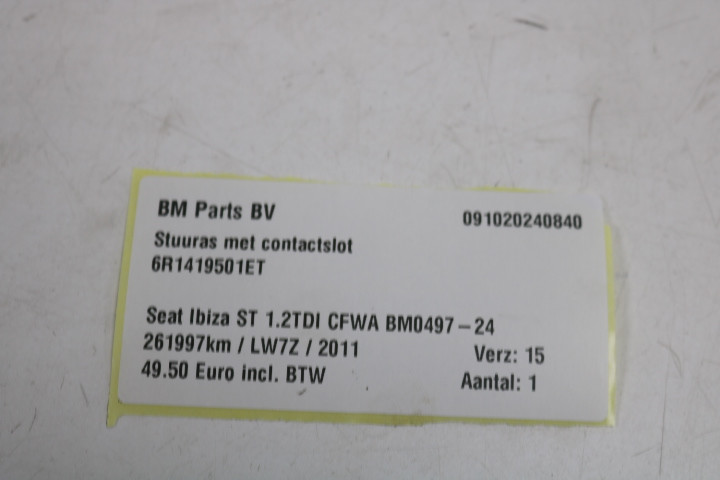 BM Parts BV 091020240840
Stuuras met contactslot
6R1419501ET
Seat Ibiza ST 1.2TDI CFWA BM0497-24
261997km / LW7Z / 2011 Verz: 15
49.50 Euro incl. BTW Aantal: 1